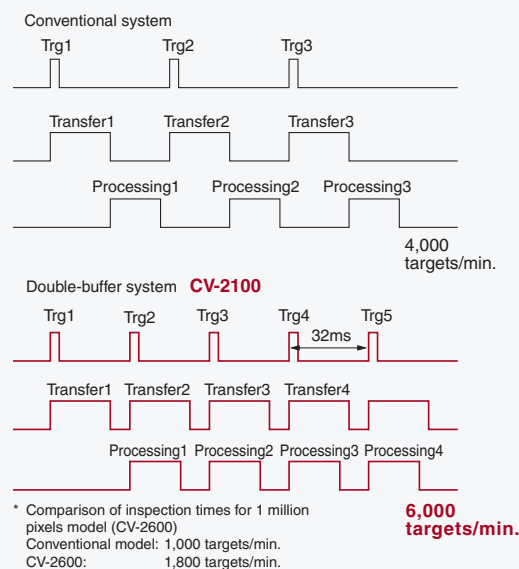 Conventional system
Trg1 Trg2 Trg3
Transfer1 Transfer2 Transfer3
Processing1 Processing2 Processing3
4,000
targets/min.
Double-buffer system CV-2100
Trg1 Trg2 Trg3 Trg4 Trg5
32ms
Transfer1 Transfer2 Transfer3 Transfer4
Processing1 Processing2 Processing3 Processing4
* Comparison of inspection times for 1 million
pixels model (CV-2600)
Conventional model: 1,000 targets/min.
CV-2600: 1,800 targets/min.
6,000
targets/min.